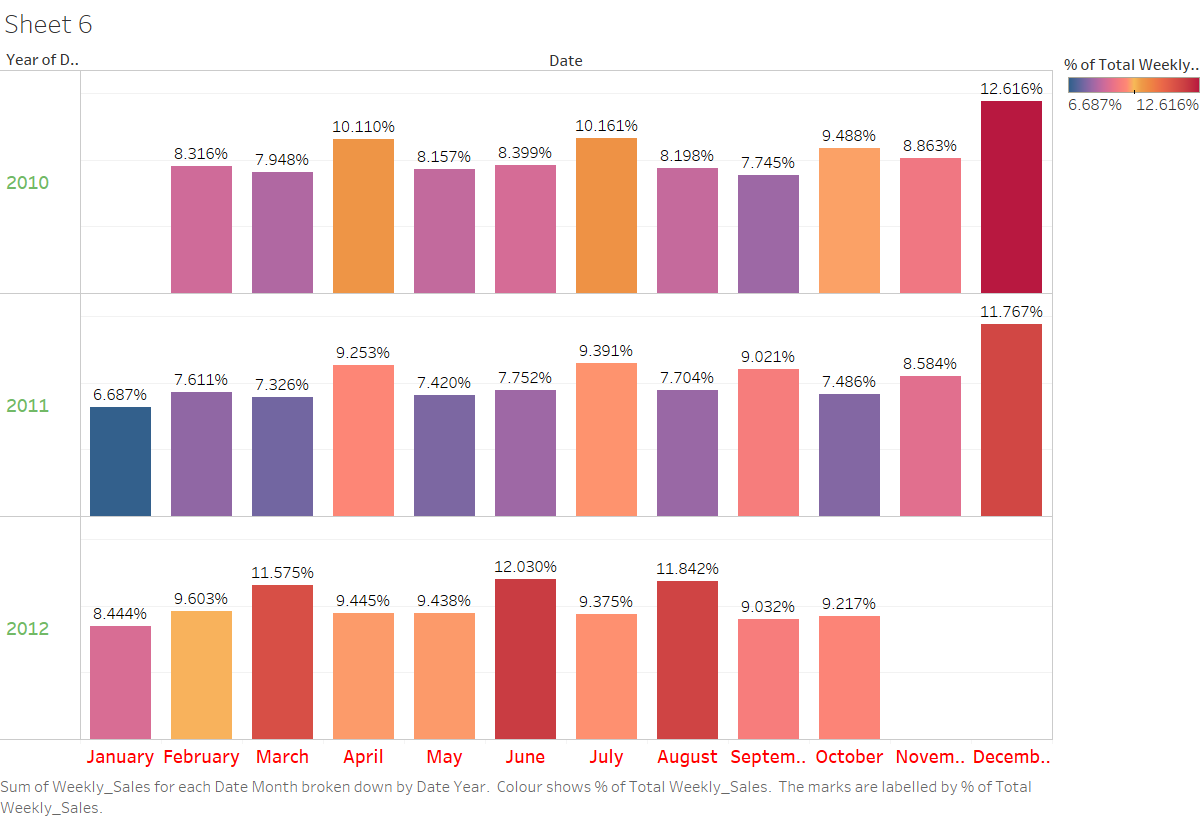 Sheet 6
Year of D..
Date
% of Total Weekly..
6.687% 12.616%
2010
8.316% 7.948% 10.110% 8.157% 8.399% 10.161% 8.198% 7.745% 9.488% 8.863% 12.616%
2011
6.687% 7.611% 7.326% 9.253% 7.420% 7.752% 9.391% 7.704% 9.021% 7.486% 8.584% 11.767%
2012
8.444% 9.603% 11.575% 9.445% 9.438% 12.030% 9.375% 11.842% 9.032% 9.217%
January February March April May June July August Septem.. October Novem.. Decemb..
Sum of Weekly_Sales for each Date Month broken down by Date Year. Colour shows % of Total Weekly_Sales. The marks are labelled by % of Total
Weekly_Sales.